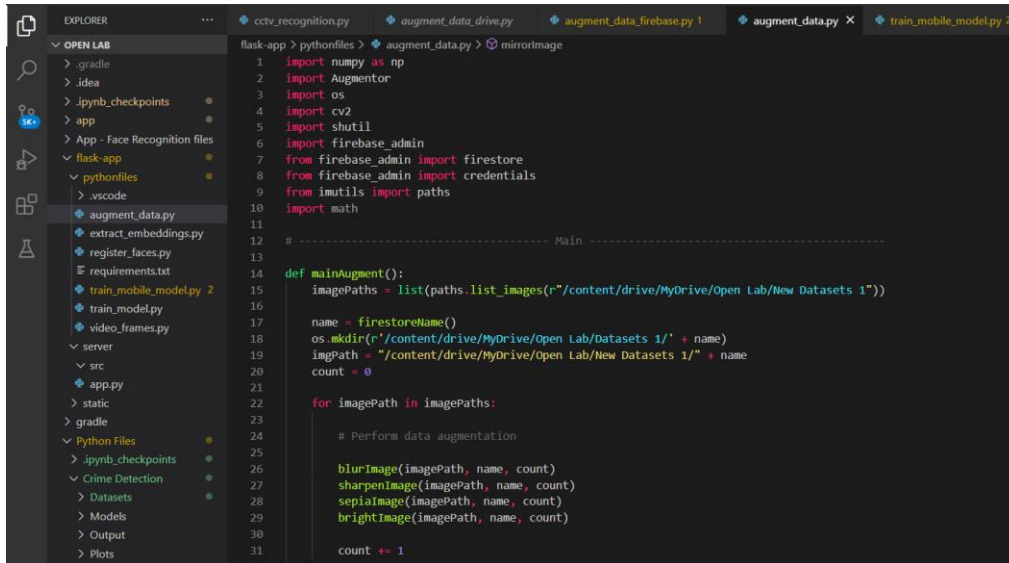 EXPLORER ...
OPEN LAB
> .gradle
> .idea
> .ipynb_checkpoints
> app
> App - Face Recognition files
flask-app
pythonfiles
> .vscode
augment_data.py
extract_embeddings.py
register_faces.py
requirements.txt
train_mobile_model.py 2
train_model.py
video_frames.py
server
src
app.py
> static
> gradle
Python Files
> .ipynb_checkpoints
Crime Detection
> Datasets
> Models
> Output
> Plots
5K+
cctv_recognition.py augment_data_drive.py augment_data_firebase.py 1 augment_data.py X train_mobile_model.py 2
flask-app > pythonfiles > augment_data.py > mirrorImage
1 import numpy as np
2 import Augmentor
3 import os
4 import cv2
5 import shutil
6 import firebase_admin
7 from firebase_admin import firestore
8 from firebase_admin import credentials
9 from imutils import paths
10 import math
11
12 # ------------------------------------- Main --------------------------------------------
13
14 def mainAugment():
15 imagePaths = list(paths.list_images(r"/content/drive/MyDrive/Open Lab/New Datasets 1"))
16
17 name = firestoreName()
18 os.mkdir(r'/content/drive/MyDrive/Open Lab/Datasets 1/' + name)
19 imgPath = "/content/drive/MyDrive/Open Lab/New Datasets 1/" + name
20 count = 0
21
22 for imagePath in imagePaths:
23
24 # Perform data augmentation
25
26 blurImage(imagePath, name, count)
27 sharpenImage(imagePath, name, count)
28 sepiaImage(imagePath, name, count)
29 brightImage(imagePath, name, count)
30
31 count += 1